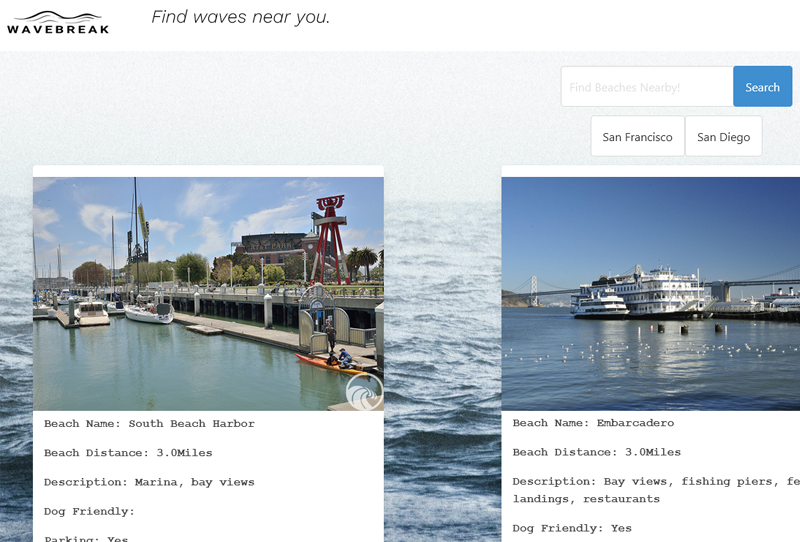 WAVEBREAK
Find waves near you.
Find Beaches Nearby!
Search
San Francisco
San Diego
AT&T PARK
Beach Name: South Beach Harbor
Beach Distance: 3.0Miles
Description: Marina, bay views
Dog Friendly:
Parking: Yes
Beach Name: Embarcadero
Beach Distance: 3.0Miles
Description: Bay views, fishing piers, fe
landings, restaurants
Dog Friendly: Yes